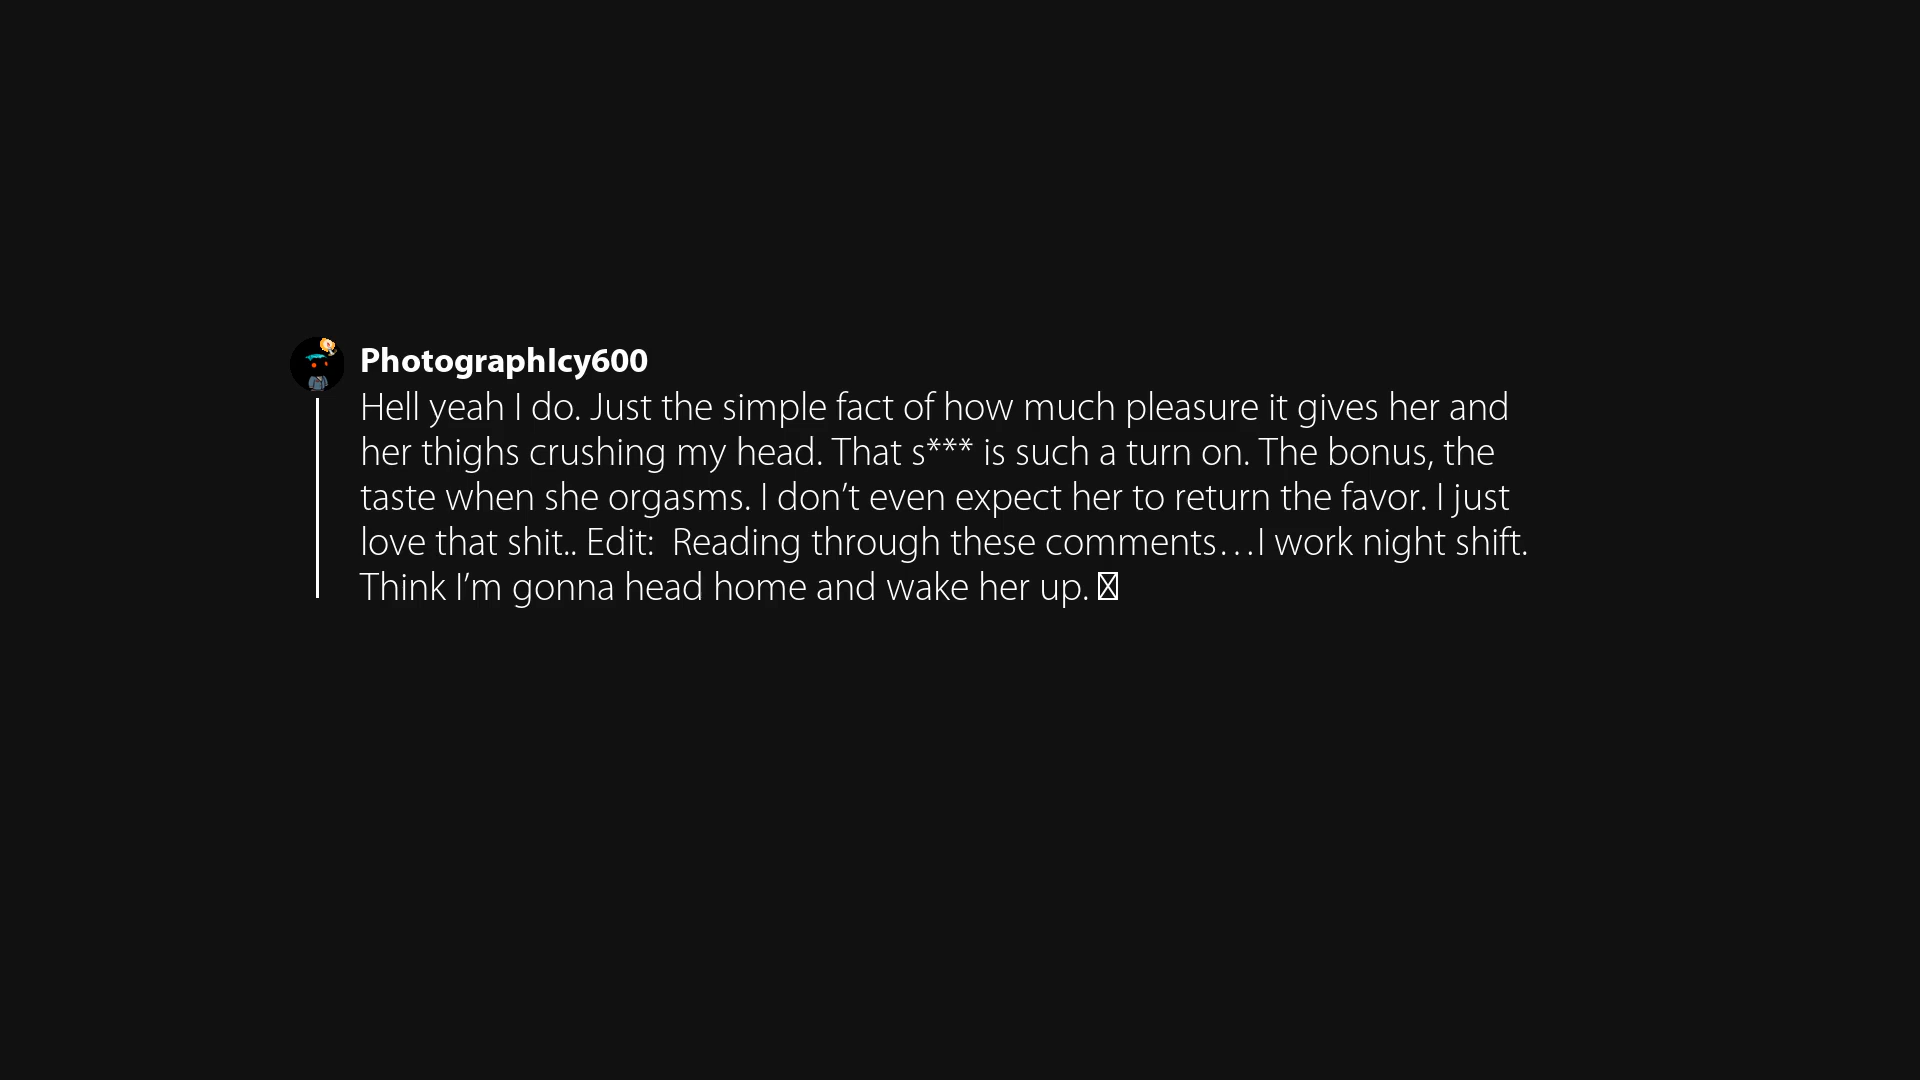 PhotographIcy600
Hell yeah I do. Just the simple fact of how much pleasure it gives her and
her thighs crushing my head. That s*** is such a turn on. The bonus, the
taste when she orgasms. I don’t even expect her to return the favor. I just
love that shit.. Edit:  Reading through these comments…I work night shift.
Think I’m gonna head home and wake her up.